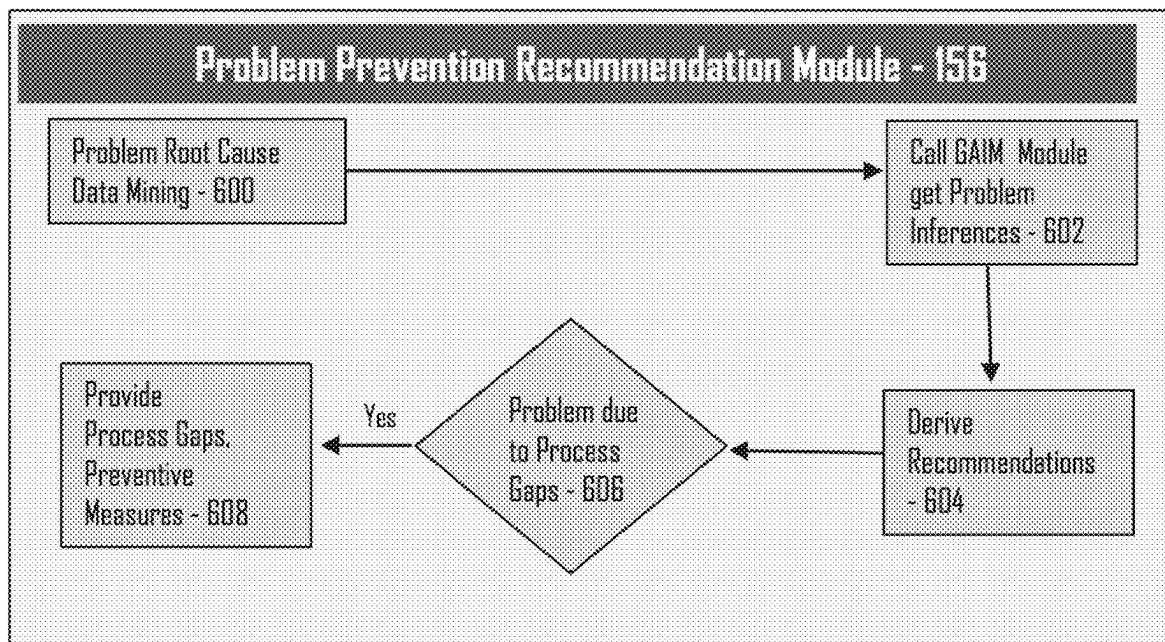 Problem Prevention Recommendation Module - 156
Problem Root Cause
Data Mining - 600
Call GAIM Module
get Problem
Inferences - 602
Provide
Process Gaps,
Preventive
Measures - 608
Yes
Problem due
to Process
Gaps - 606
Derive
Recommendations
- 604